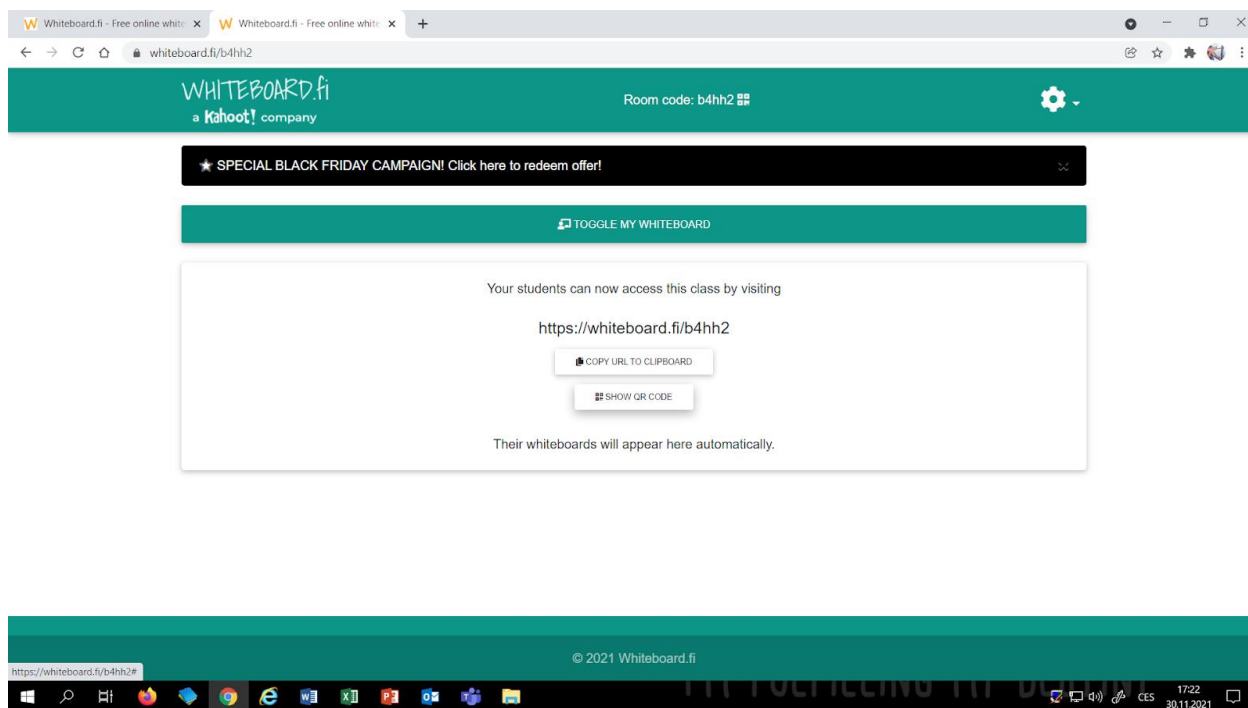 Whiteboard.fi - Free online white
Whiteboard.fi - Free online white
whiteboard.fi/b4hh2
WHITEBOARD.fi
a Kahoot! company
Room code: b4hh2
SPECIAL BLACK FRIDAY CAMPAIGN! Click here to redeem offer!
TOGGLE MY WHITEBOARD
Your students can now access this class by visiting
https://whiteboard.fi/b4hh2
COPY URL TO CLIPBOARD
SHOW QR CODE
Their whiteboards will appear here automatically.
© 2021 Whiteboard.fi
https://whiteboard.fi/b4hh2#
FULFILLING
CES
17:22
30.11.2021